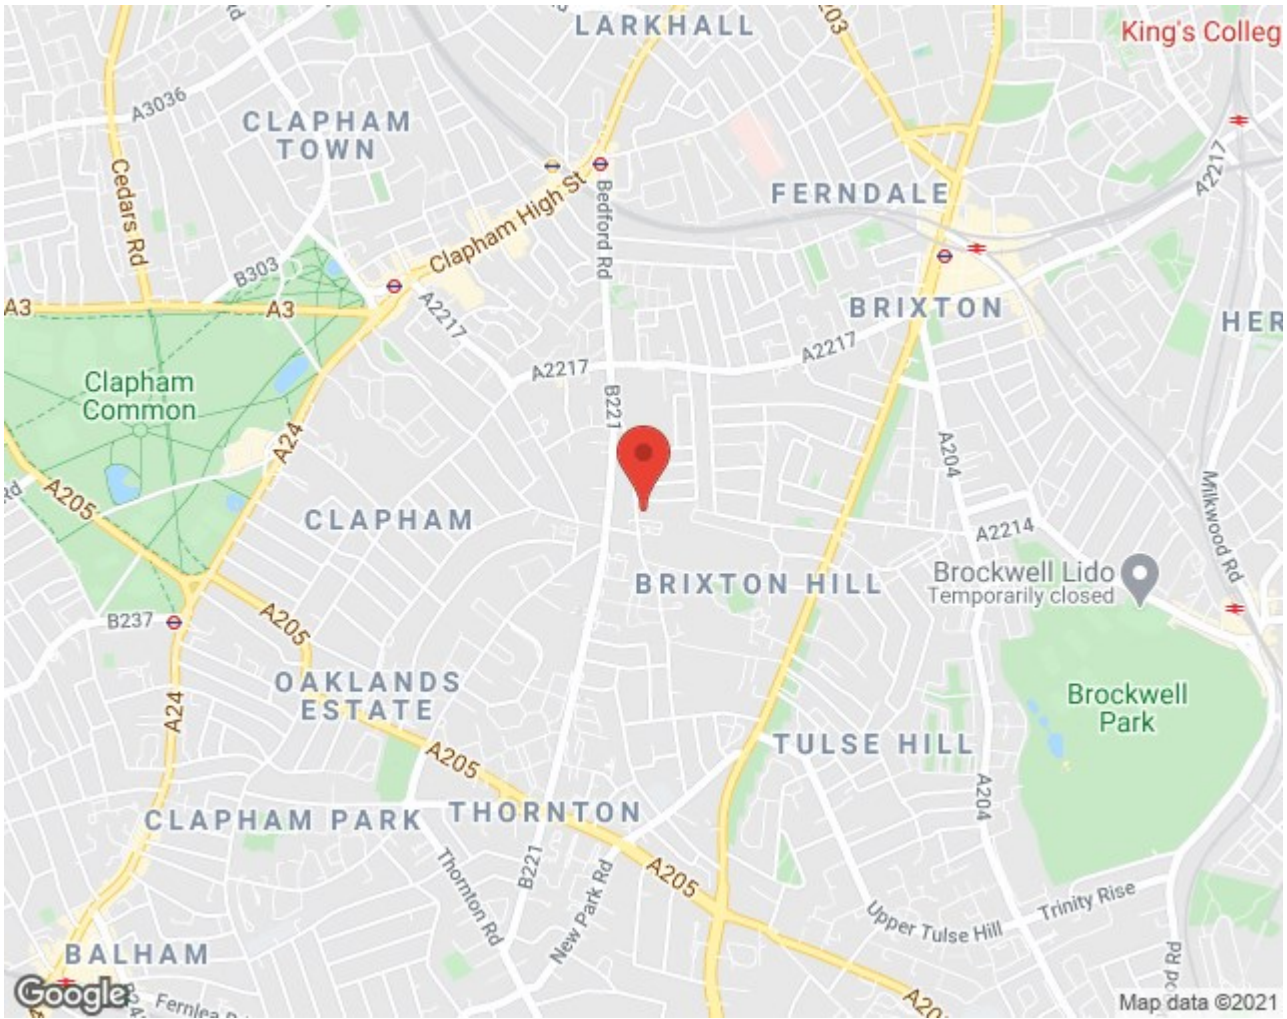 LARKHALL
203
King's Colleg
A3036
CLAPHAM
TOWN
A2217
Cedars Rd
Bedford Rd
FERNDALE
Clapham High St
B303
A3
A3
A2217
BRIXTON
HER
A2217
A2217
Clapham
Common
B221
A24
A204
A205
Rd
CLAPHAM
Milkwood Rd
A2214
BRIXTON HILL
Brockwell Lido
Temporarily closed
B237
A205
OAKLANDS
ESTATE
Brockwell
Park
A24
A205
TULSE HILL
A204
CLAPHAM PARK
THORNTON
Thornton Rd
B221
New Park Rd
A205
Trinity Rise
Upper Tulse Hill
BALHAM
Google
Fernlea
Map data ©2021